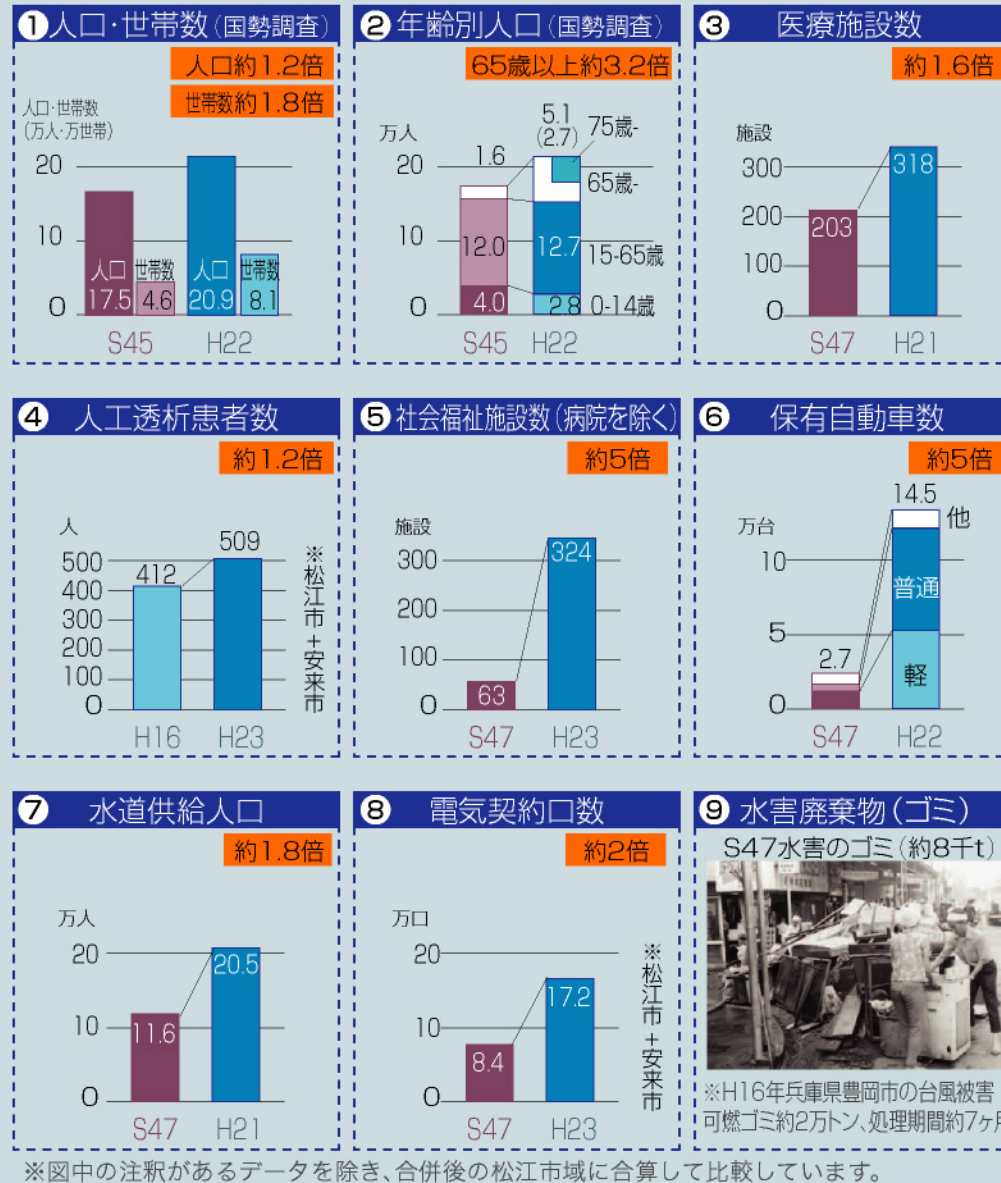 ①人口・世帯数(国勢調査)
人口約1.2倍
世帯数約1.8倍
人口・世帯数
(万人・万世帯)
20
10
0
人口
17.5
世帯数
4.6
人口
20.9
世帯数
8.1
S45
H22
②年齢別人口(国勢調査)
65歳以上約3.2倍
万人
20
10
0
1.6
12.0
4.0
5.1
(2.7)
75歳-
65歳-
12.7
15-65歳
2.8
0-14歳
S45
H22
③ 医療施設数
約1.6倍
施設
300
200
100
0
203
318
S47
H21
④ 人工透析患者数
約1.2倍
人
500
400
300
200
100
0
412
509
H16
H23
※松江市+安来市
⑤社会福祉施設数(病院を除く)
約5倍
施設
300
200
100
0
63
324
S47
H23
⑥ 保有自動車数
約5倍
万台
10
5
0
2.7
14.5
他
普通
軽
S47
H22
⑦ 水道供給人口
約1.8倍
万人
20
10
0
11.6
20.5
S47
H21
⑧ 電気契約口数
約2倍
万口
20
10
0
8.4
17.2
S47
H23
※松江市+安来市
⑨ 水害廃棄物(ゴミ)
S47水害のゴミ(約8千t)
※H16年兵庫県豊岡市の台風被害
可燃ゴミ約2万トン、処理期間約7ヶ月
※図中の注釈があるデータを除き、合併後の松江市域に合算して比較しています。